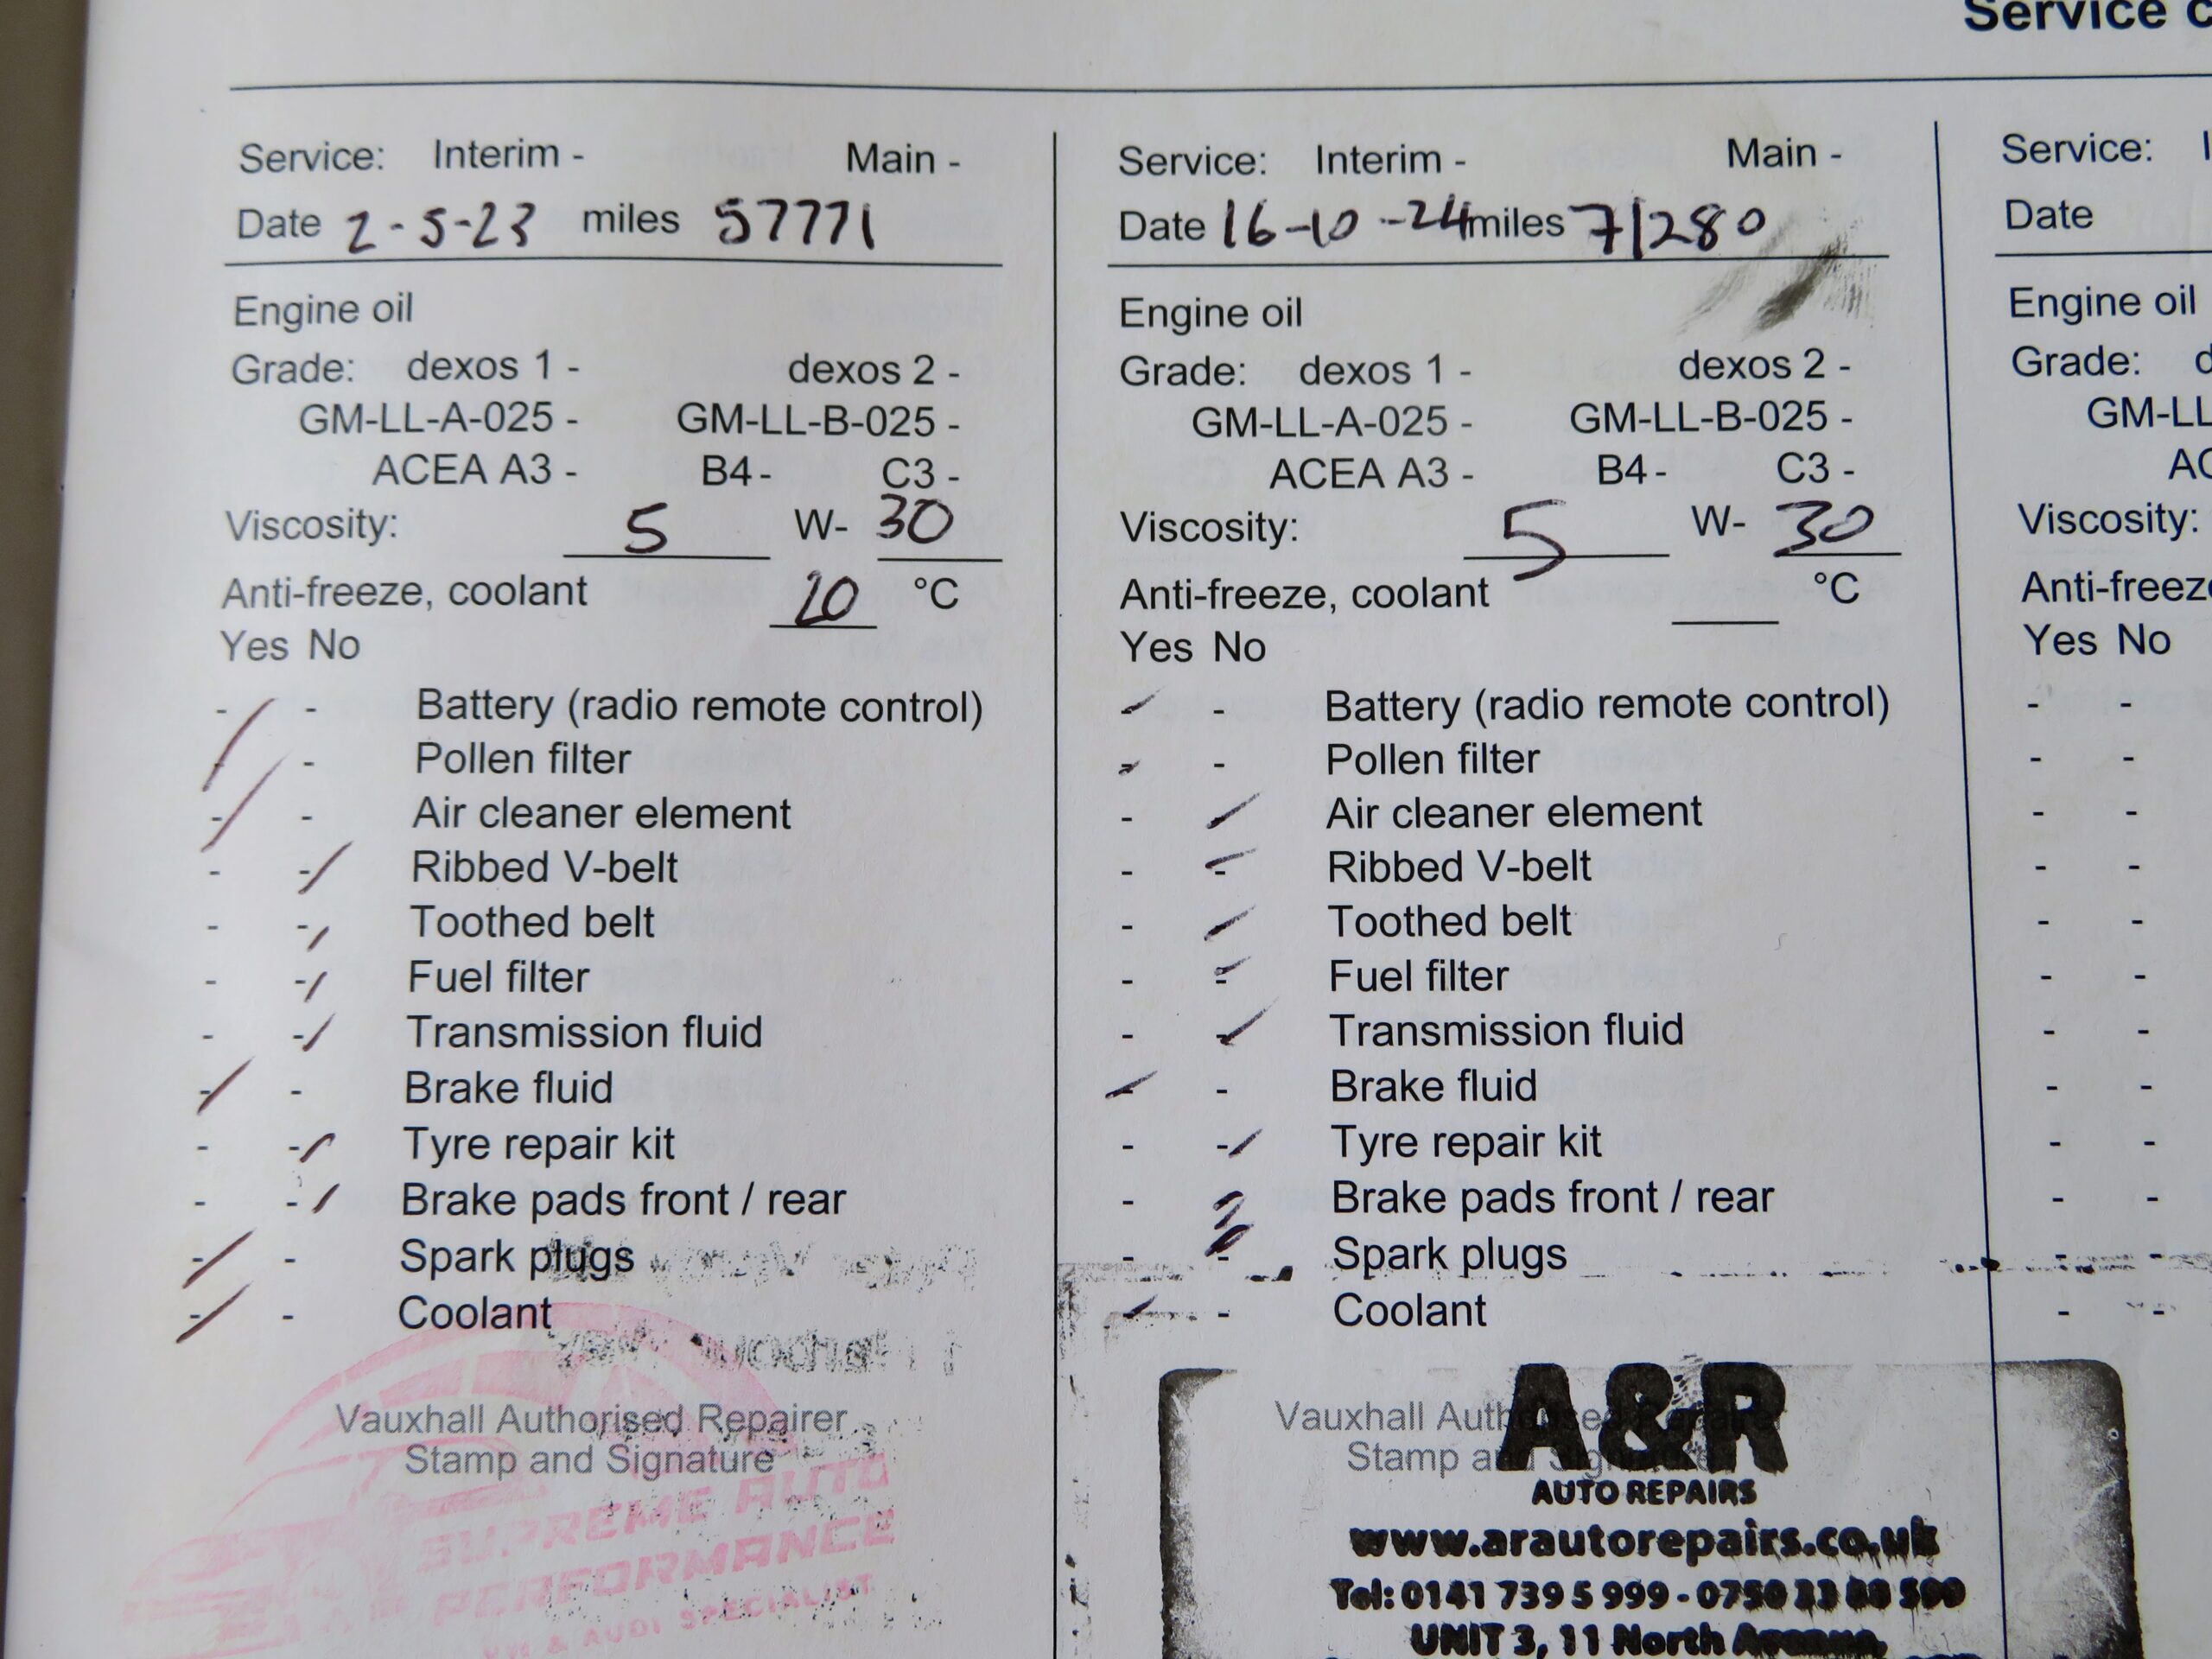 Service
Service: Interim - Main -
Date 2-5-23 miles 57771
Engine oil
Grade: dexos 1 - dexos 2 -
GM-LL-A-025 - GM-LL-B-025 -
ACEA A3 - B4 - C3 -
Viscosity: 5 W- 30
Anti-freeze, coolant 20 °C
Yes No
- - Battery (radio remote control)
- - Pollen filter
- - Air cleaner element
- - Ribbed V-belt
- - Toothed belt
- - Fuel filter
- - Transmission fluid
- - Brake fluid
- - Tyre repair kit
- - Brake pads front / rear
- - Spark plugs
- - Coolant
Vauxhall Authorised Repairer
Stamp and Signature
SUPREME AUTO
PERFORMANCE
VW & AUDI SPECIALIST
Service: Interim - Main -
Date 16-10-24 miles 71280
Engine oil
Grade: dexos 1 - dexos 2 -
GM-LL-A-025 - GM-LL-B-025 -
ACEA A3 - B4 - C3 -
Viscosity: 5 W- 30
Anti-freeze, coolant °C
Yes No
- - Battery (radio remote control)
- - Pollen filter
- - Air cleaner element
- - Ribbed V-belt
- - Toothed belt
- - Fuel filter
- - Transmission fluid
- - Brake fluid
- - Tyre repair kit
- - Brake pads front / rear
- - Spark plugs
- - Coolant
Vauxhall
Stamp
A&R
AUTO REPAIRS
www.arautorepairs.co.uk
Tel: 0141 739 5 999 -
UNIT 3, 11 North Avenue,
Service:
Date
Engine oil
Grade:
GM-LL
Viscosity:
Anti-freeze
Yes No
- -
- -
- -
- -
- -
- -
- -
- -
- -
- -
- -
- -